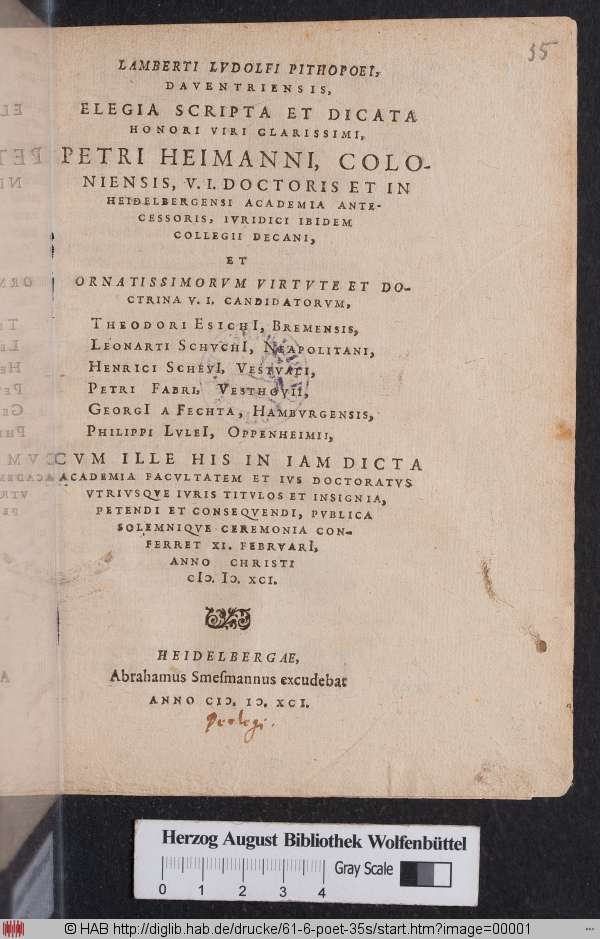 35
LAMBERTI LVDOLFI PITHOPOEI,
DAVENTRIENSIS,
ELEGIA SCRIPTA ET DICATA
HONORI VIRI CLARISSIMI,
PETRI HEIMANNI, COLO-
NIENSIS, V. I. DOCTORIS ET IN
HEIDELBERGENSI ACADEMIA ANTE-
CESSORIS, IVRIDICI IBIDEM
COLLEGII DECANI,
ET
ORNATISSIMORVM VIRTVTE ET DO-
CTRINA V. I. CANDIDATORVM,
THEODORI ESICHI, BREMENSIS,
LEONARTI SCHVCHI, NEAPOLITANI,
HENRICI SCHEVI, VESTVALI,
PETRI FABRI, VESTHOVII,
GEORGI A FECHTA, HAMBVRGENSIS,
PHILIPPI LVLEI, OPPENHEIMII,
CVM ILLE HIS IN IAM DICTA
ACADEMIA FACVLTATEM ET IVS DOCTORATVS
VTRIVSQVE IVRIS TITVLOS ET INSIGNIA,
PETENDI ET CONSEQVENDI, PVBLICA
SOLEMNIQVE CEREMONIA CON-
FERRET XI. FEBRVARI,
ANNO CHRISTI
CIↃ. IↃ. XCI.
HEIDELBERGAE,
Abrahamus Smesmannus excudebat
ANNO CIↃ. IↃ. XCI.
Perlegi.
Herzog August Bibliothek Wolfenbüttel
Gray Scale
0 1 2 3 4
© HAB http://diglib.hab.de/drucke/61-6-poet-35s/start.htm?image=00001